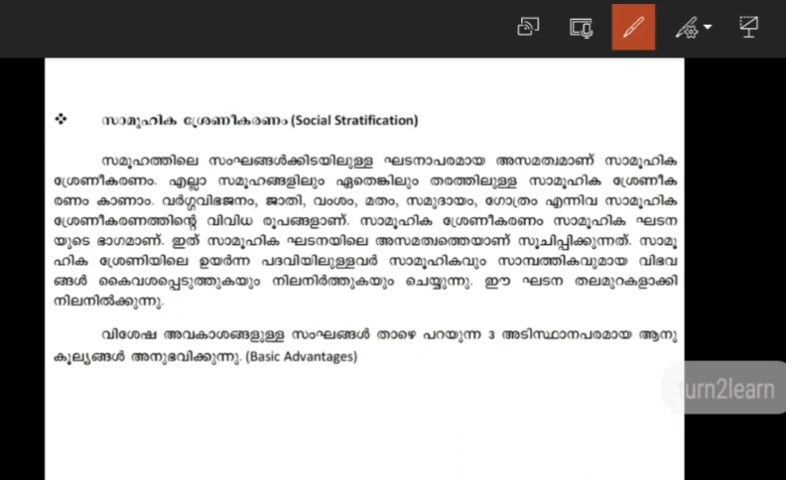 ❖ സാമൂഹിക ശ്രേണീകരണം (Social Stratification)
സമൂഹത്തിലെ സംഘങ്ങൾക്കിടയിലുള്ള ഘടനാപരമായ അസമത്വമാണ് സാമൂഹിക
ശ്രേണീകരണം. എല്ലാ സമൂഹങ്ങളിലും ഏതെങ്കിലും തരത്തിലുള്ള സാമൂഹിക ശ്രേണീക
രണം കാണാം. വർഗ്ഗവിഭജനം, ജാതി, വംശം, മതം, സമുദായം, ഗോത്രം എന്നിവ സാമൂഹിക
ശ്രേണീകരണത്തിന്റെ വിവിധ രൂപങ്ങളാണ്. സാമൂഹിക ശ്രേണീകരണം സാമൂഹിക ഘടന
യുടെ ഭാഗമാണ്. ഇത് സാമൂഹിക ഘടനയിലെ അസമത്വത്തെയാണ് സൂചിപ്പിക്കുന്നത്. സാമൂ
ഹിക ശ്രേണിയിലെ ഉയർന്ന പദവിയിലുള്ളവർ സാമൂഹികവും സാമ്പത്തികവുമായ വിഭവ
ങ്ങൾ കൈവശപ്പെടുത്തുകയും നിലനിർത്തുകയും ചെയ്യുന്നു. ഈ ഘടന തലമുറകളാക്കി
നിലനിൽക്കുന്നു.
വിശേഷ അവകാശങ്ങളുള്ള സംഘങ്ങൾ താഴെ പറയുന്ന 3 അടിസ്ഥാനപരമായ ആനു
കൂല്യങ്ങൾ അനുഭവിക്കുന്നു. (Basic Advantages)
turn2learn